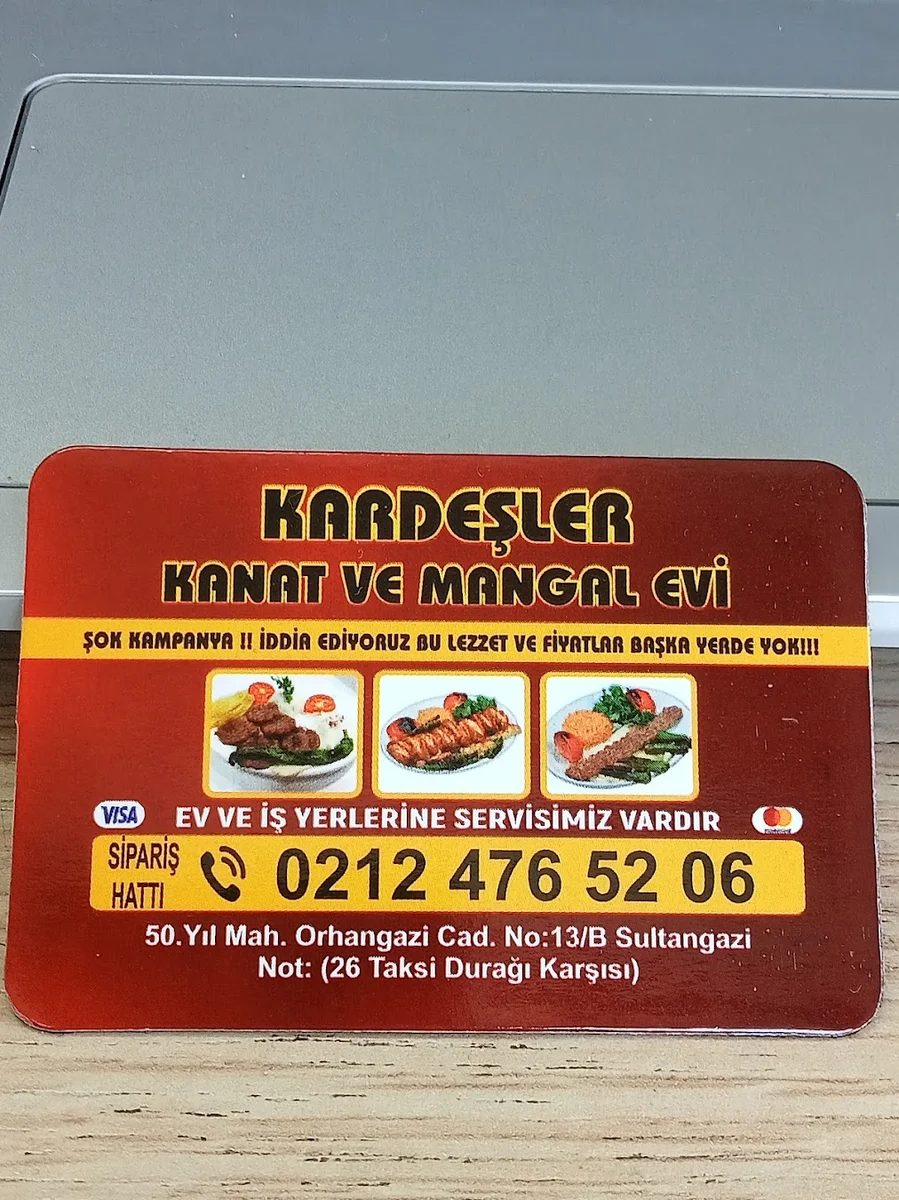 KARDEŞLER
KANAT VE MANGAL EVİ
ŞOK KAMPANYA !! İDDİA EDİYORUZ BU LEZZET VE FİYATLAR BAŞKA YERDE YOK!!!
VISA EV VE İŞ YERLERİNE SERVİSİMİZ VARDIR
SİPARİŞ
HATTI
0212 476 52 06
50.Yıl Mah. Orhangazi Cad. No:13/B Sultangazi
Not: (26 Taksi Durağı Karşısı)